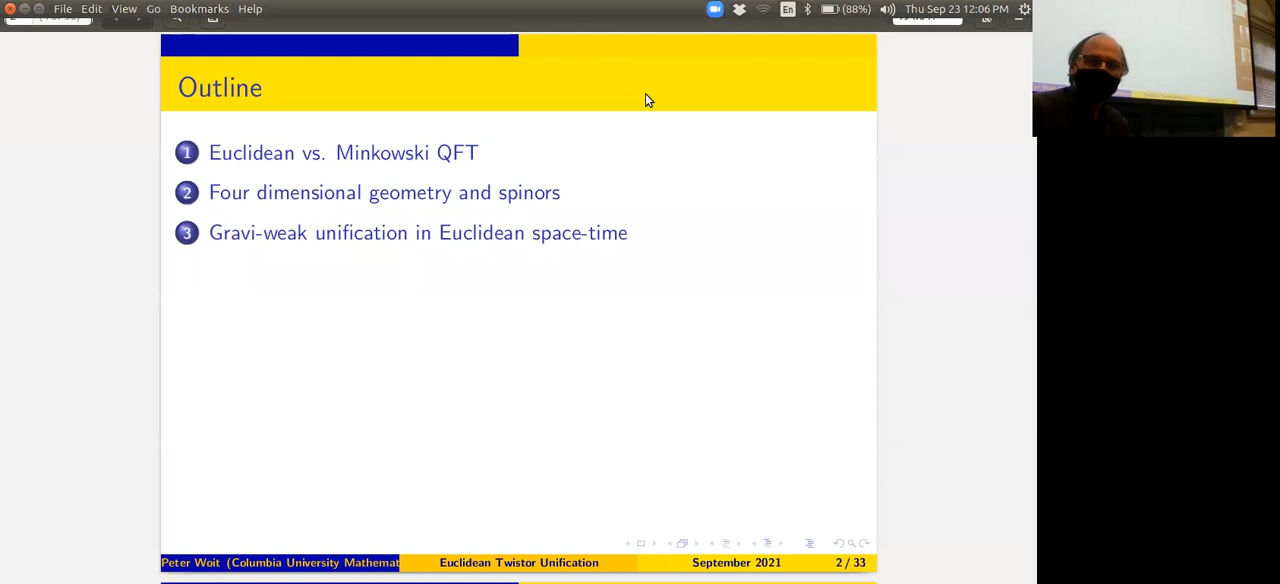 File Edit View Go Bookmarks Help
En (88%) Thu Sep 23 12:06 PM
Outline
1 Euclidean vs. Minkowski QFT
2 Four dimensional geometry and spinors
3 Gravi-weak unification in Euclidean space-time
Peter Woit (Columbia University Mathemat Euclidean Twistor Unification September 2021 2 / 33